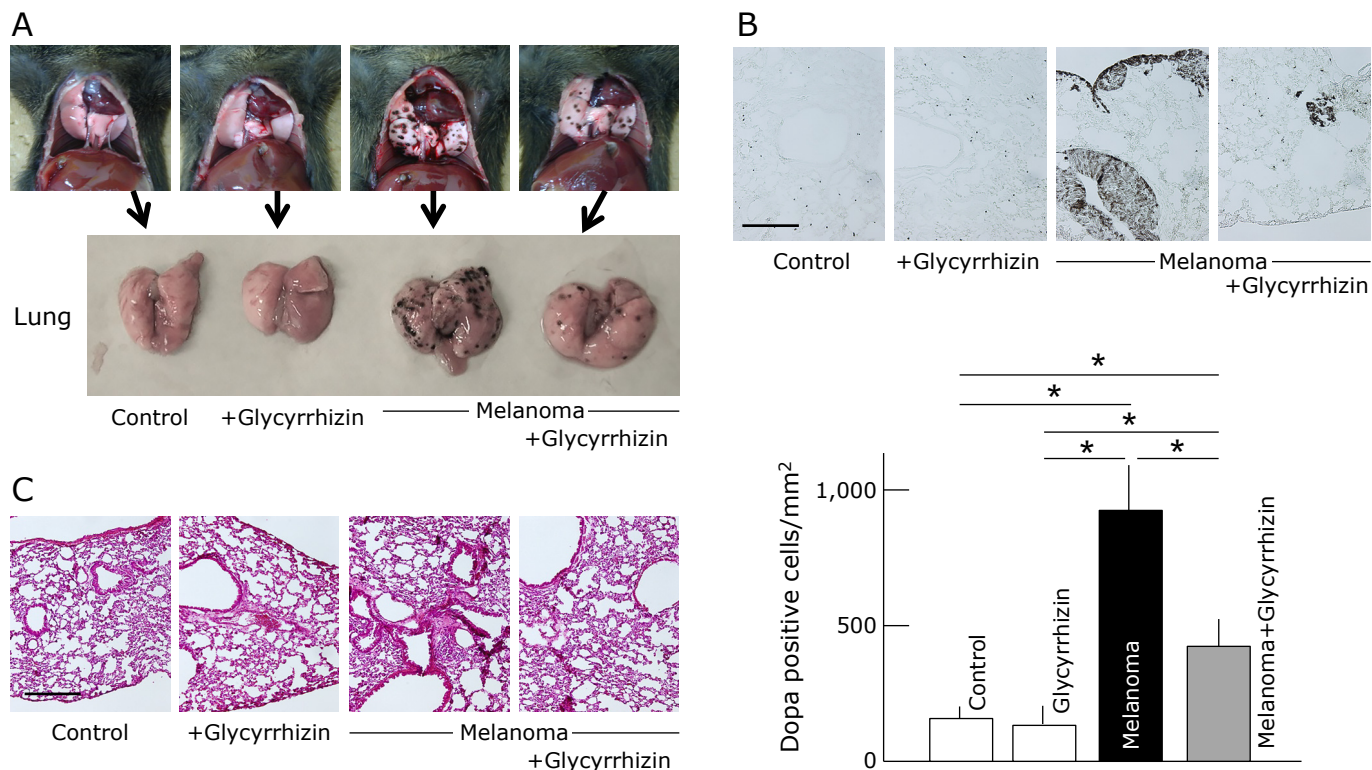 A
Lung
Control
+Glycyrrhizin
Melanoma
+Glycyrrhizin
B
Control
+Glycyrrhizin
Melanoma
+Glycyrrhizin
*
*
*
*
*
Dopa positive cells/mm²
1,000
500
0
Control
Glycyrrhizin
Melanoma
Melanoma+Glycyrrhizin
C
Control
+Glycyrrhizin
Melanoma
+Glycyrrhizin